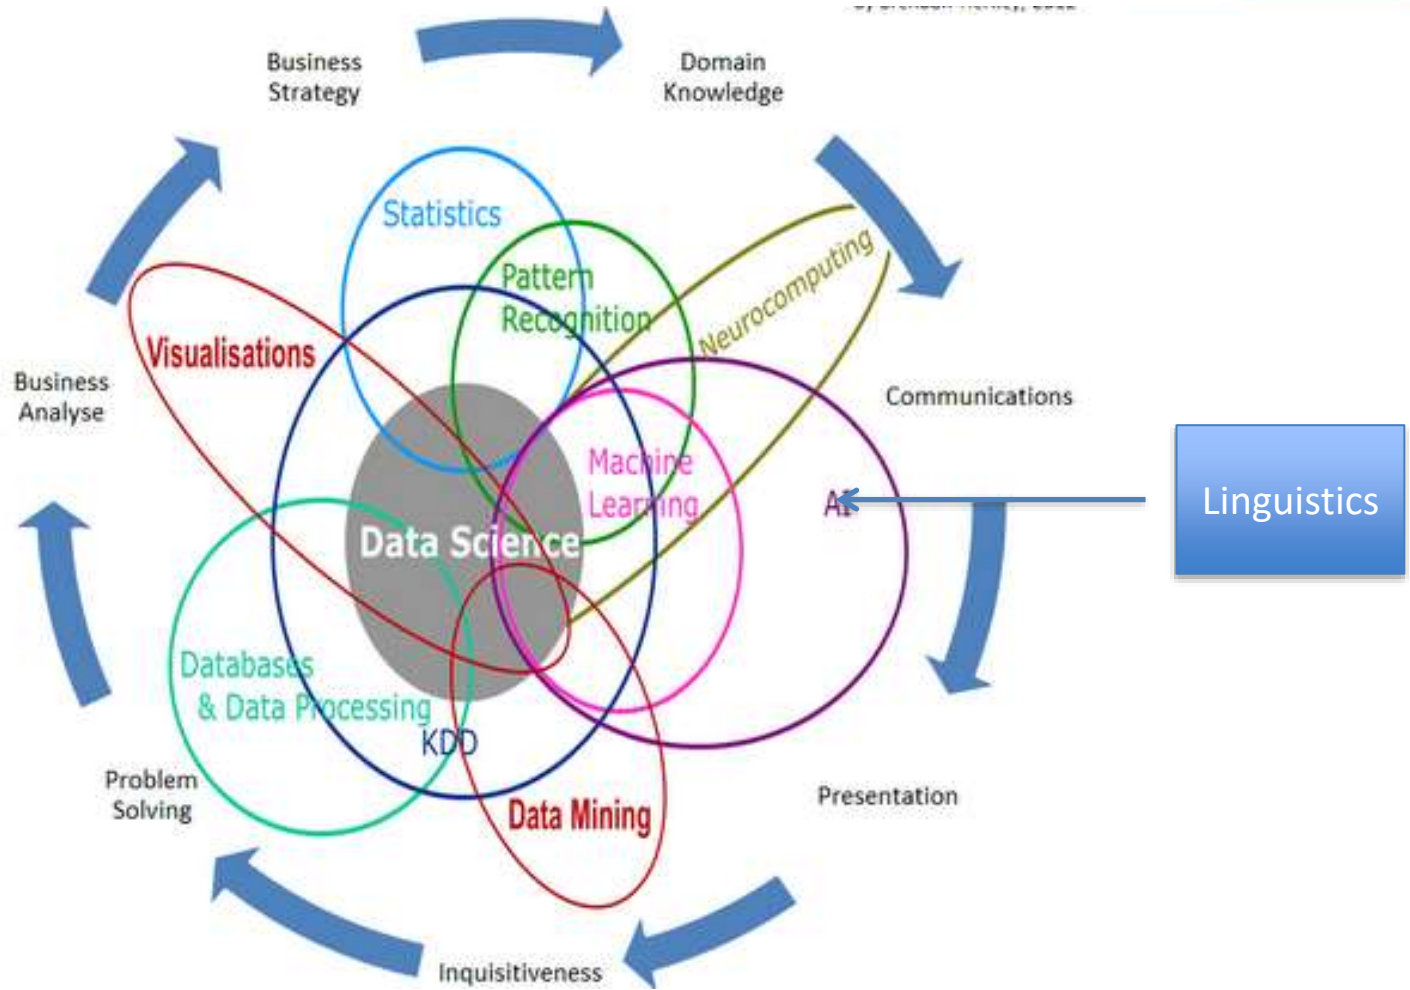 Business
Strategy
Domain
Knowledge
Statistics
Pattern
Recognition
Neurocomputing
Visualisations
Business
Analyse
Communications
Machine
Learning
AI
Linguistics
Data Science
Databases
& Data Processing
KDD
Problem
Solving
Data Mining
Presentation
Inquisitiveness